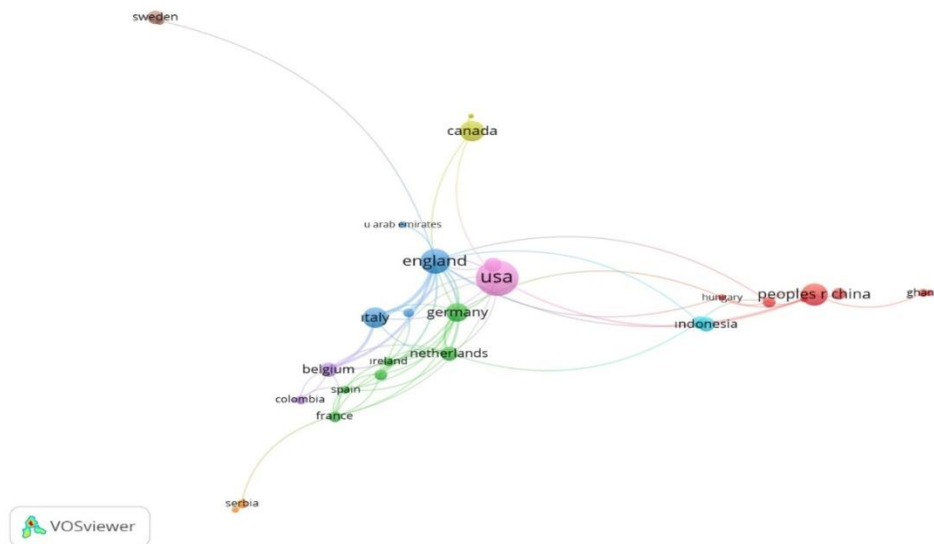 sweden
canada
u arab emirates
england
usa
peoples r china
ghan
hungary
italy
germany
indonesia
netherlands
ireland
belgium
spain
colombia
france
serbia
VOSviewer